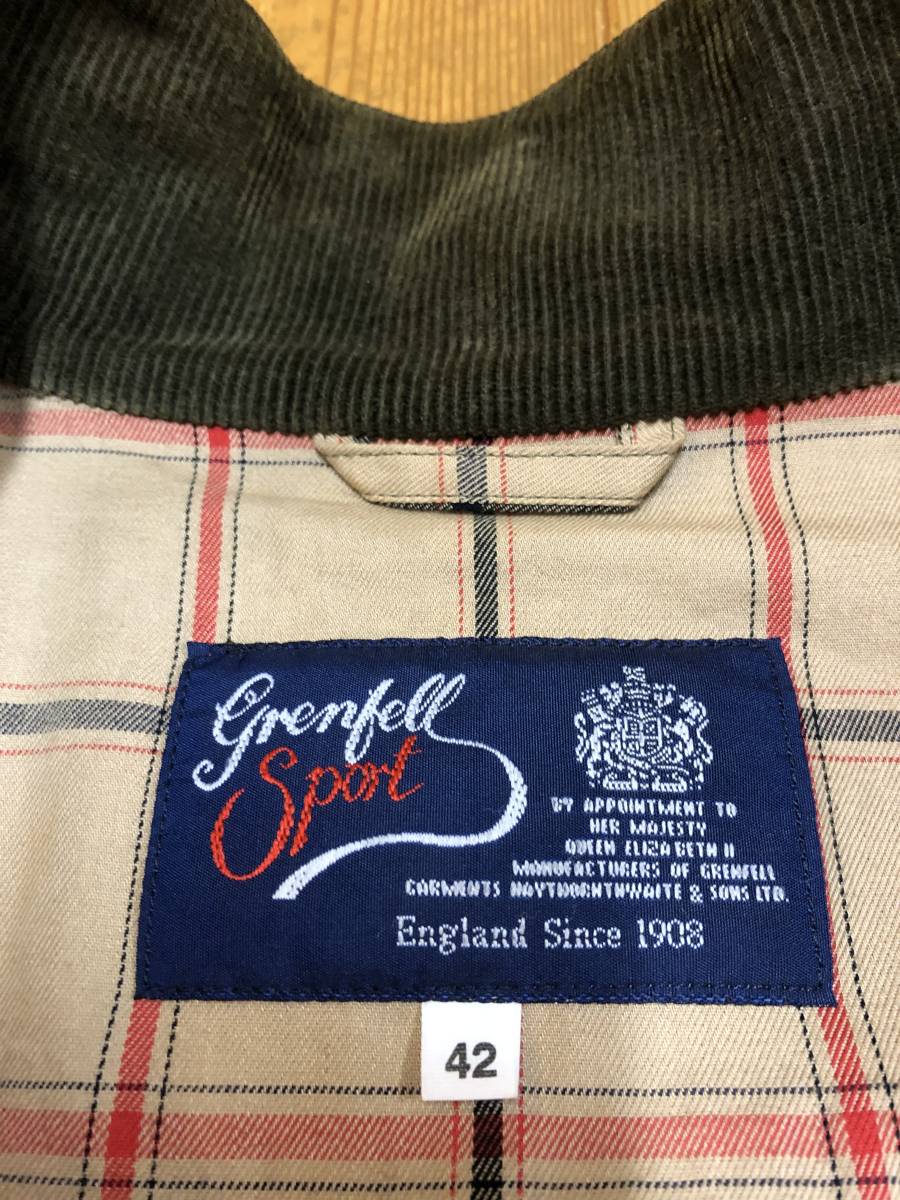 Grenfell
Sport
BY APPOINTMENT TO
HER MAJESTY
QUEEN ELIZABETH II
MANUFACTURERS OF GRENFELL
GARMENTS HAYTHORNTHWAITE & SONS LTD.
England Since 1908
42